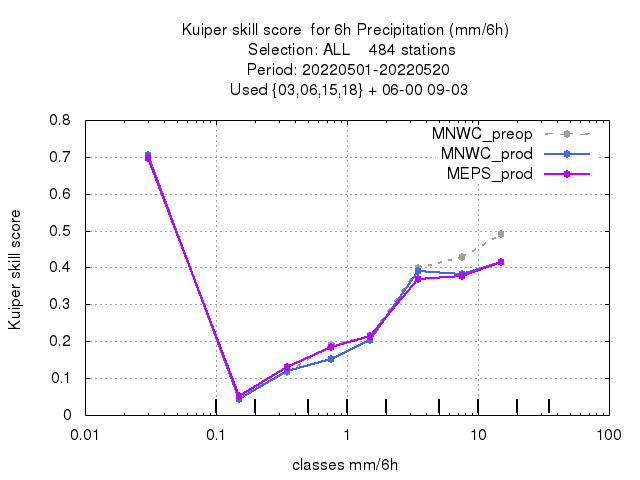 Kuiper skill score  for 6h Precipitation (mm/6h)
Selection: ALL    484 stations
Period: 20220501-20220520
Used {03,06,15,18} + 06-00 09-03
MNWC_preop
MNWC_prod
MEPS_prod
Kuiper skill score
0.8
0.7
0.6
0.5
0.4
0.3
0.2
0.1
0
0.01 0.1 1 10 100
classes mm/6h